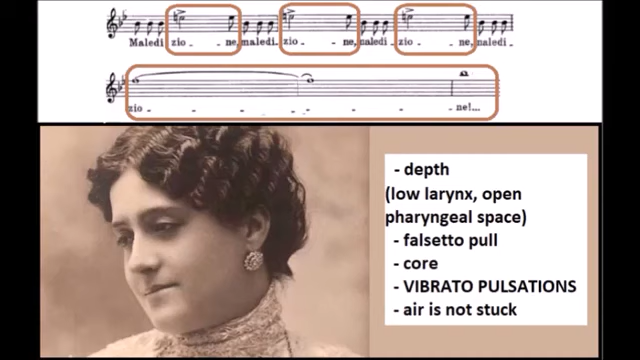 Maledi zio - ne, maledi. zio - ne, maledi - zio - ne, maledi -
zio - - - - - - ne!...
- depth
(low larynx, open
pharyngeal space)
- falsetto pull
- core
- VIBRATO PULSATIONS
- air is not stuck